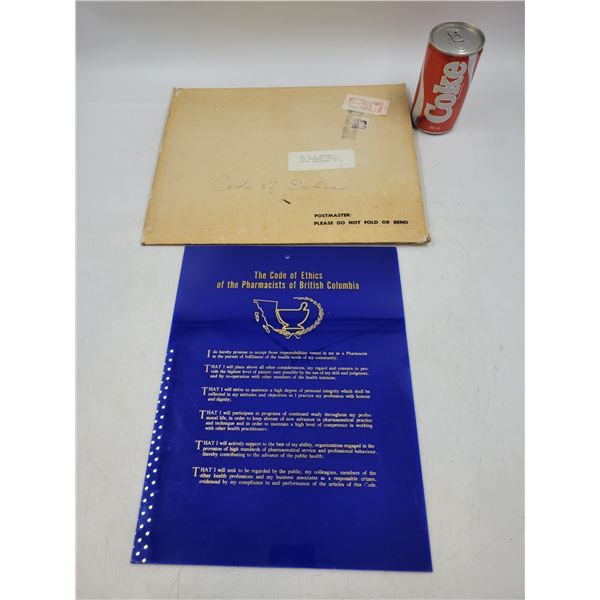 Coke
Code of Ethics
POSTMASTER:
PLEASE DO NOT FOLD OR BEND
The Code of Ethics
of the Pharmacists of British Columbia
I do hereby promise to accept those responsibilities vested in me as a Pharmacist
in the pursuit of fulfilment of the health needs of my community;
THAT I will place above all other considerations, my regard and concern to pro-
vide the highest level of patient care possible by the use of my skill and judgment,
and by co-operation with other members of the health sciences;
THAT I will strive to maintain a high degree of personal integrity which shall be
reflected in my attitudes and objectives as I practice my profession with honour
and dignity;
THAT I will participate in programs of continued study throughout my profes-
sional life, in order to keep abreast of new advances in pharmaceutical practice
and technique and in order to maintain a high level of competence in working
with other health practitioners;
THAT I will actively support to the best of my ability, organizations engaged in the
provision of high standards of pharmaceutical service and professional behaviour,
thereby contributing to the advance of the public health;
THAT I will seek to be regarded by the public, my colleagues, members of the
other health professions and my business associates as a responsible citizen,
evidenced by my compliance to and performance of the articles of this Code.